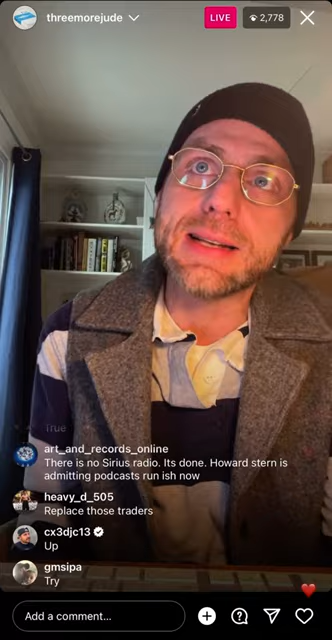 threemorejude
LIVE
2,778
True
art_and_records_online
There is no Sirius radio. Its done. Howard stern is
admitting podcasts run ish now
heavy_d_505
Replace those traders
cx3djc13
Up
gmsipa
Try
Add a comment...